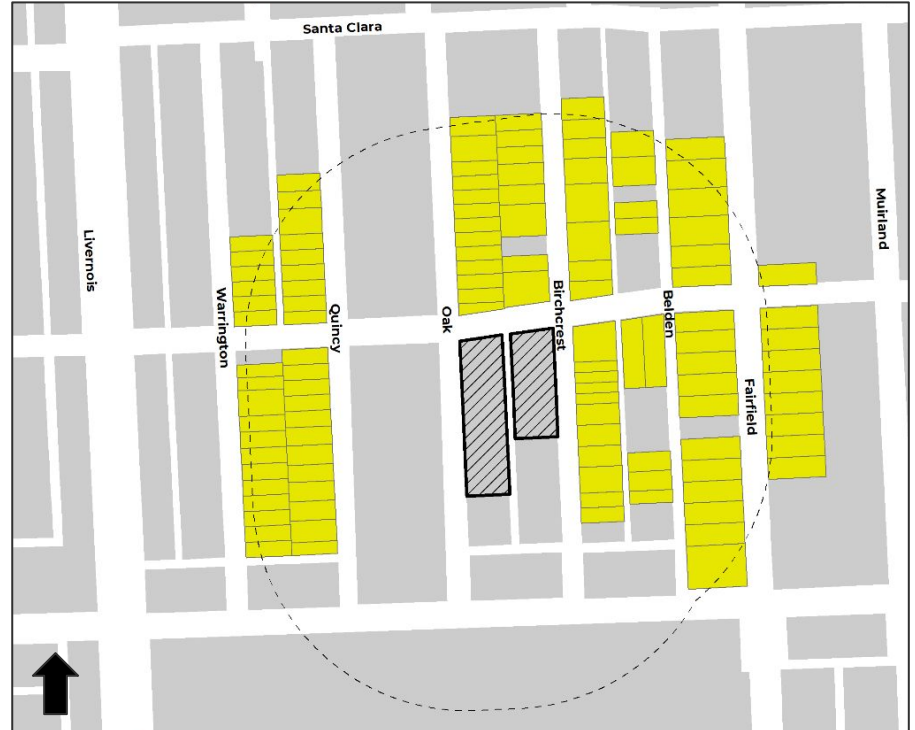 Santa Clara
Livernois
Warrington
Quincy
Oak
Birchcrest
Belden
Fairfield
Muirland